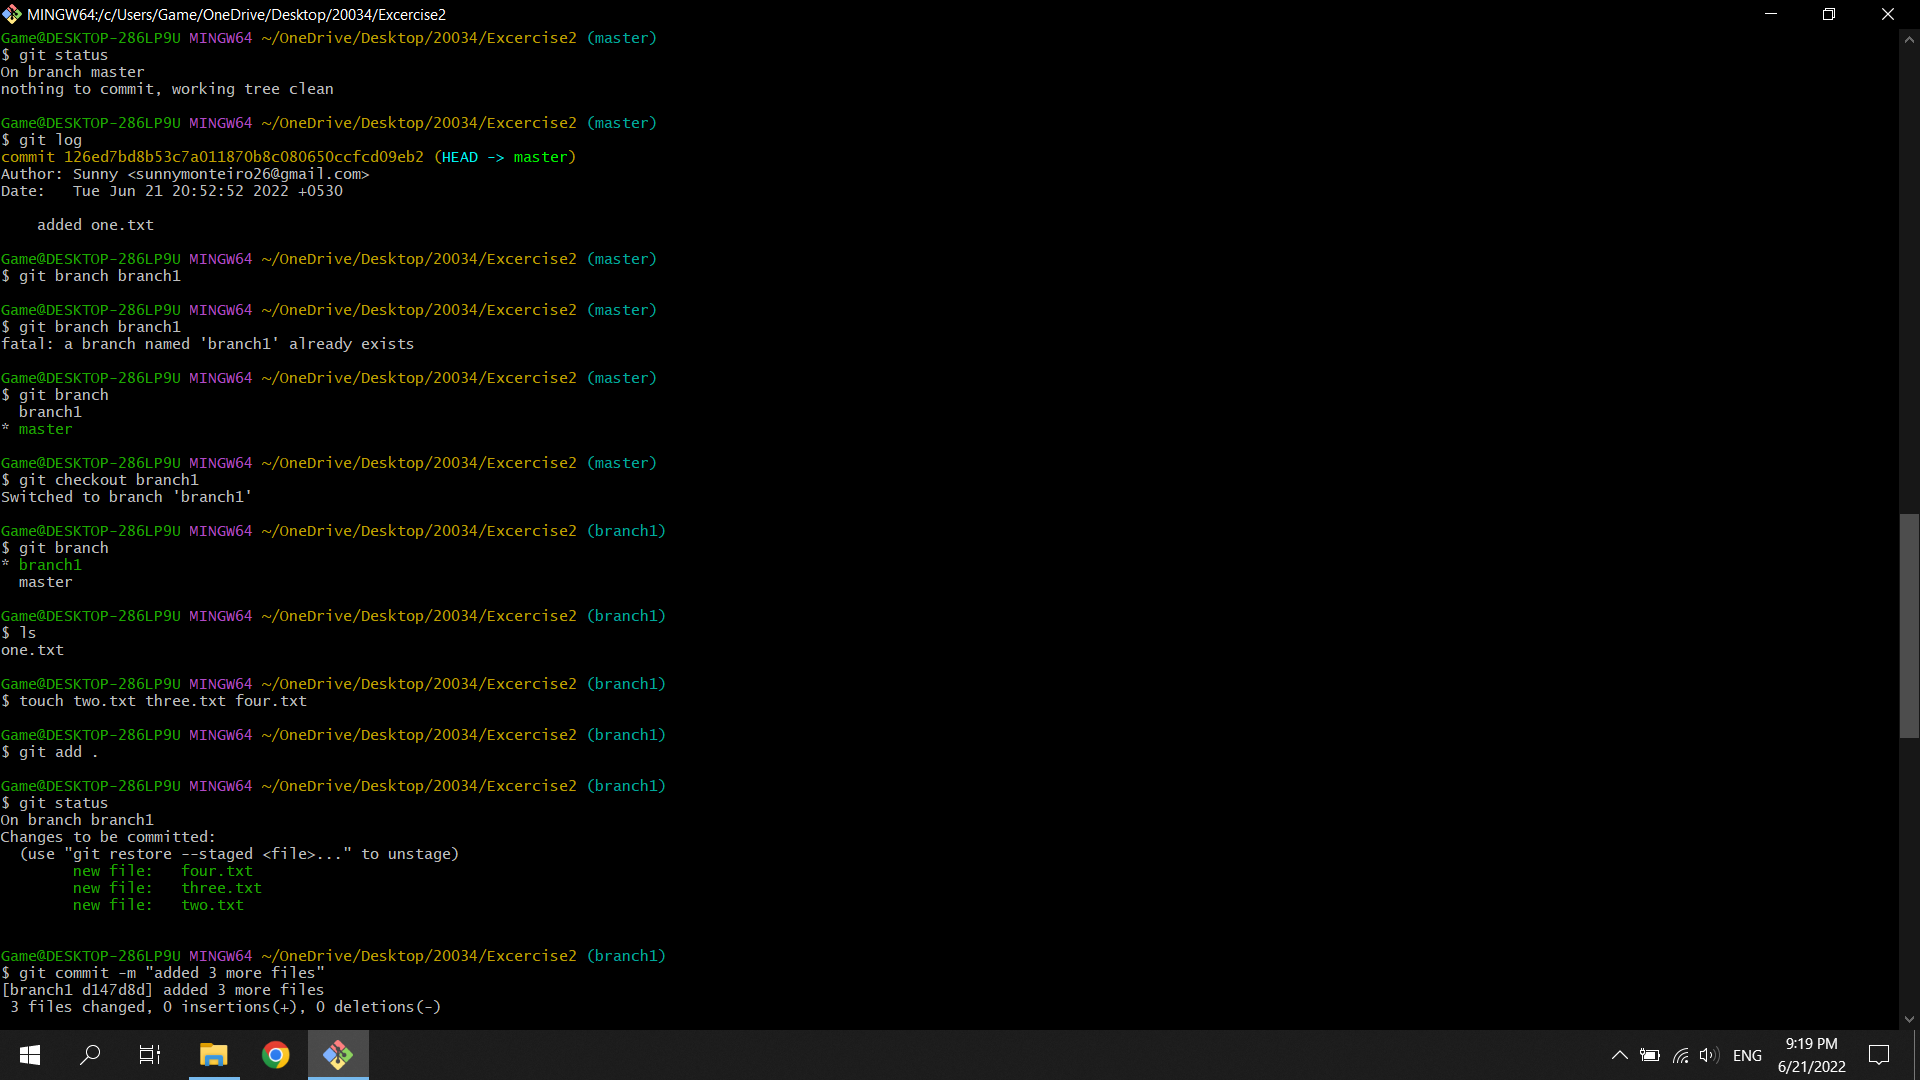 MINGW64:/c/Users/Game/OneDrive/Desktop/20034/Excercise2
Game@DESKTOP-286LP9U MINGW64 ~/OneDrive/Desktop/20034/Excercise2 (master)
$ git status
On branch master
nothing to commit, working tree clean
Game@DESKTOP-286LP9U MINGW64 ~/OneDrive/Desktop/20034/Excercise2 (master)
$ git log
commit 126ed7bd8b53c7a011870b8c080650ccfcd09eb2 (HEAD -> master)
Author: Sunny <sunnymonteiro26@gmail.com>
Date:   Tue Jun 21 20:52:52 2022 +0530
    added one.txt
Game@DESKTOP-286LP9U MINGW64 ~/OneDrive/Desktop/20034/Excercise2 (master)
$ git branch branch1
Game@DESKTOP-286LP9U MINGW64 ~/OneDrive/Desktop/20034/Excercise2 (master)
$ git branch branch1
fatal: a branch named 'branch1' already exists
Game@DESKTOP-286LP9U MINGW64 ~/OneDrive/Desktop/20034/Excercise2 (master)
$ git branch
  branch1
* master
Game@DESKTOP-286LP9U MINGW64 ~/OneDrive/Desktop/20034/Excercise2 (master)
$ git checkout branch1
Switched to branch 'branch1'
Game@DESKTOP-286LP9U MINGW64 ~/OneDrive/Desktop/20034/Excercise2 (branch1)
$ git branch
* branch1
  master
Game@DESKTOP-286LP9U MINGW64 ~/OneDrive/Desktop/20034/Excercise2 (branch1)
$ ls
one.txt
Game@DESKTOP-286LP9U MINGW64 ~/OneDrive/Desktop/20034/Excercise2 (branch1)
$ touch two.txt three.txt four.txt
Game@DESKTOP-286LP9U MINGW64 ~/OneDrive/Desktop/20034/Excercise2 (branch1)
$ git add .
Game@DESKTOP-286LP9U MINGW64 ~/OneDrive/Desktop/20034/Excercise2 (branch1)
$ git status
On branch branch1
Changes to be committed:
  (use "git restore --staged <file>..." to unstage)
        new file:   four.txt
        new file:   three.txt
        new file:   two.txt
Game@DESKTOP-286LP9U MINGW64 ~/OneDrive/Desktop/20034/Excercise2 (branch1)
$ git commit -m "added 3 more files"
[branch1 d147d8d] added 3 more files
 3 files changed, 0 insertions(+), 0 deletions(-)
ENG
9:19 PM
6/21/2022